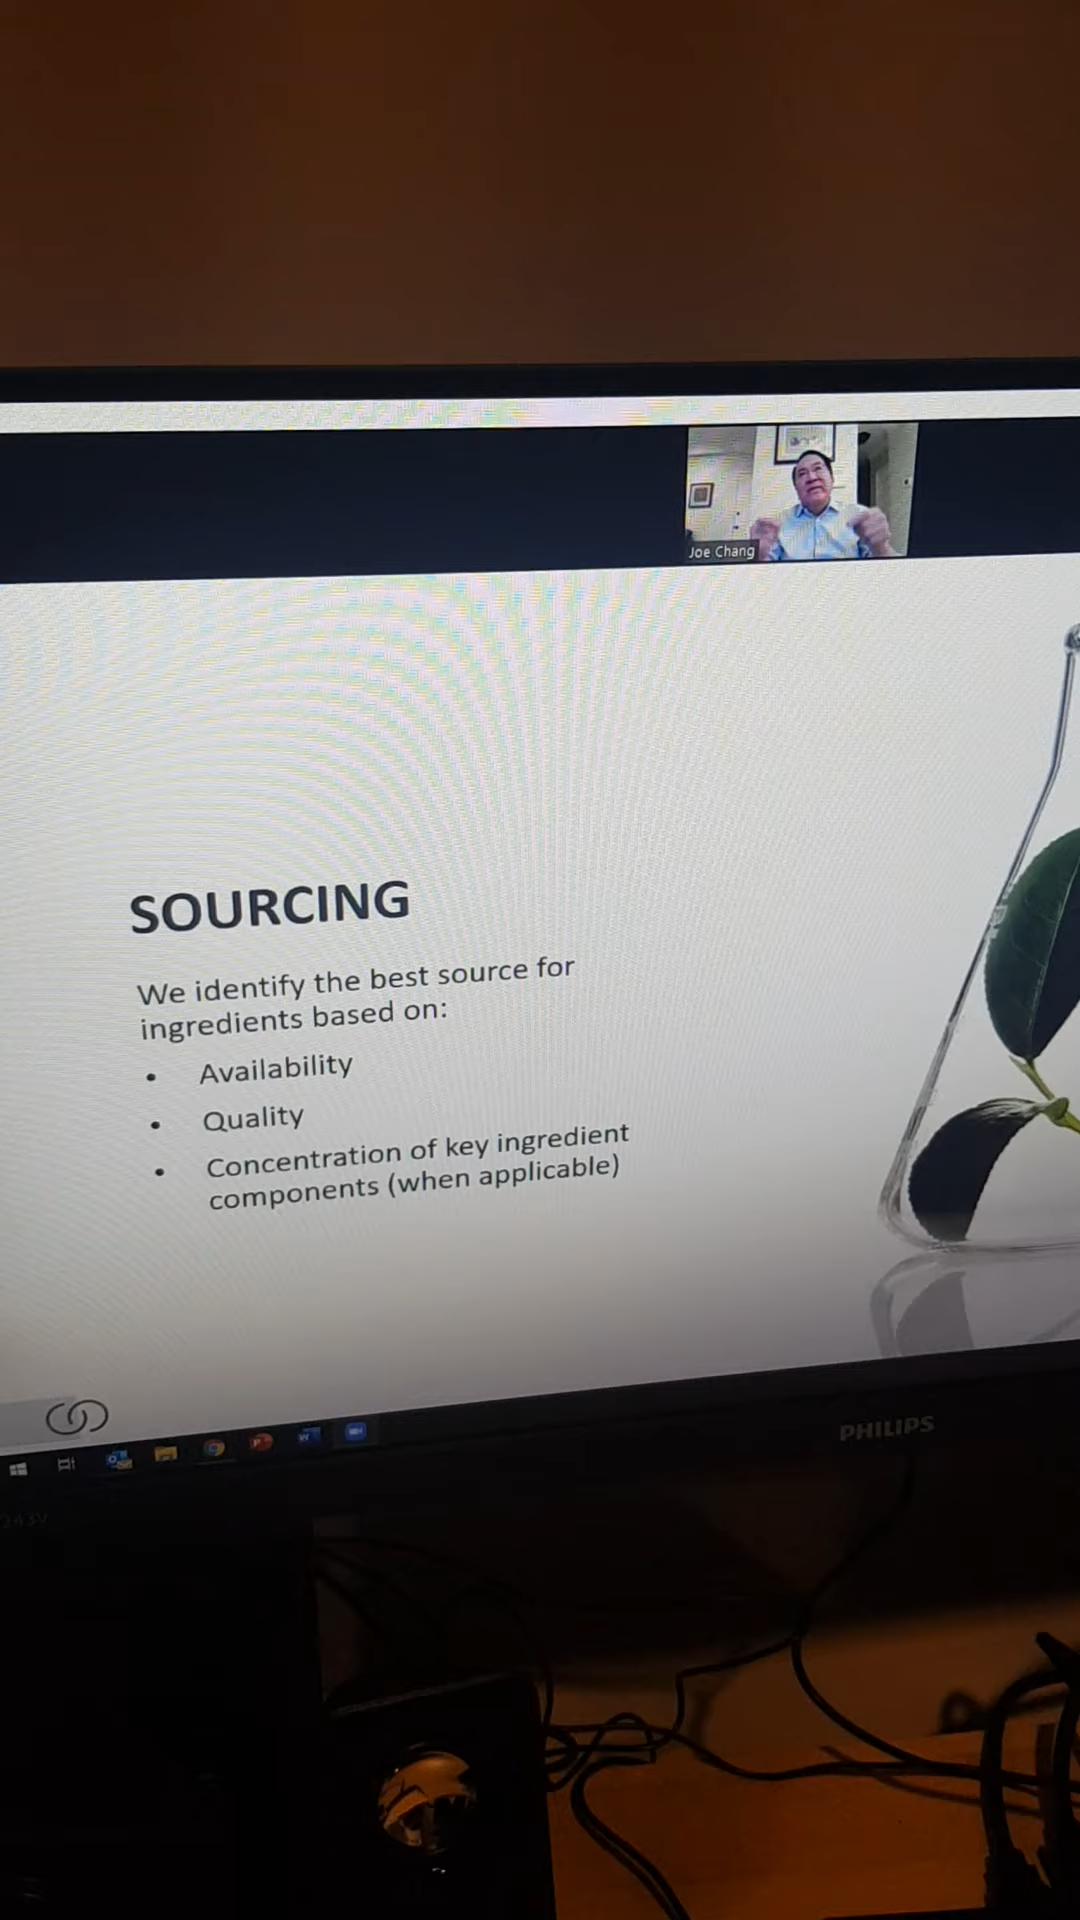 Joe Chang
SOURCING
We identify the best source for
ingredients based on:
• Availability
• Quality
• Concentration of key ingredient
components (when applicable)
PHILIPS
243V